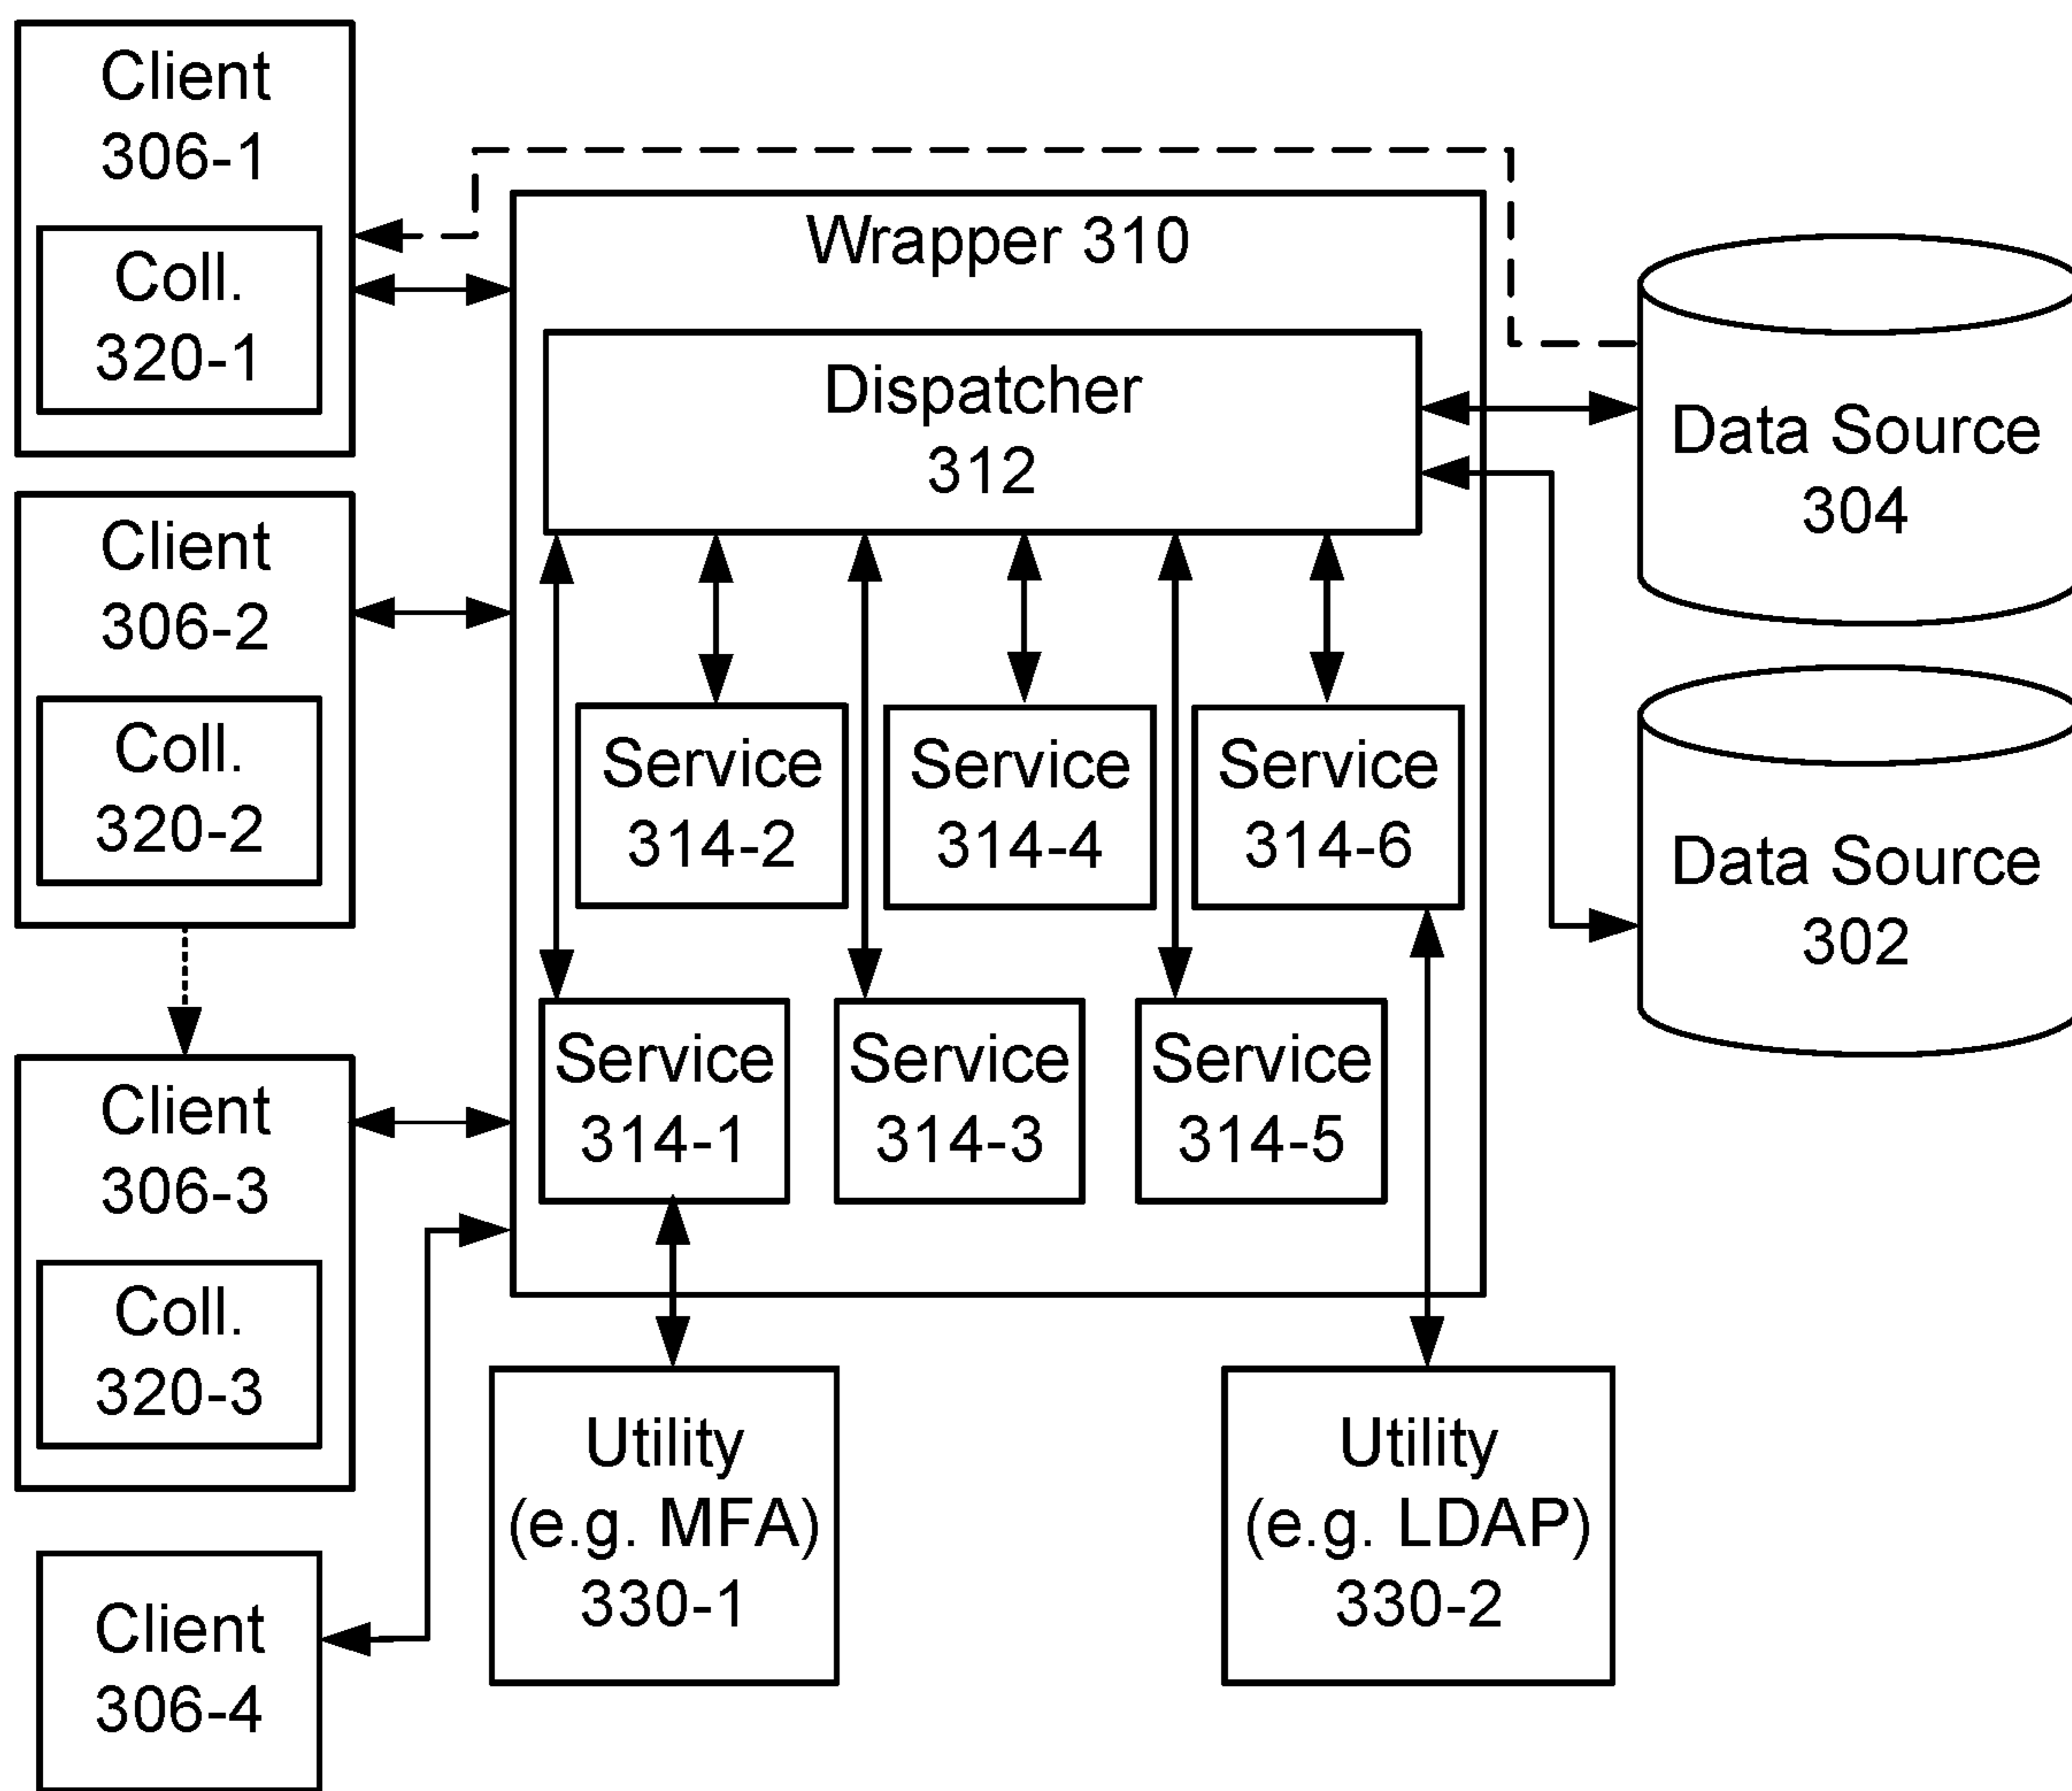 Client
306-1
Coll.
320-1
Client
306-2
Coll.
320-2
Client
306-3
Coll.
320-3
Client
306-4
Wrapper 310
Dispatcher
312
Service
314-2
Service
314-4
Service
314-6
Service
314-1
Service
314-3
Service
314-5
Utility
(e.g. MFA)
330-1
Utility
(e.g. LDAP)
330-2
Data Source
304
Data Source
302